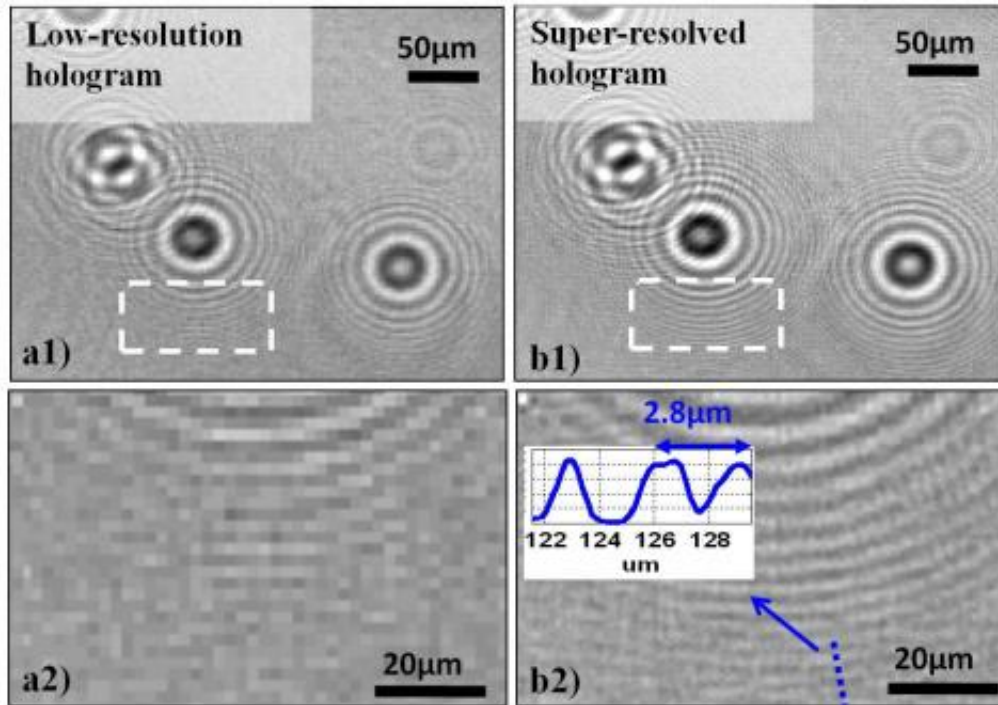 Low-resolution
hologram
50μm
a1)
Super-resolved
hologram
50μm
b1)
20μm
a2)
2.8μm
122 124 126 128
um
20μm
b2)